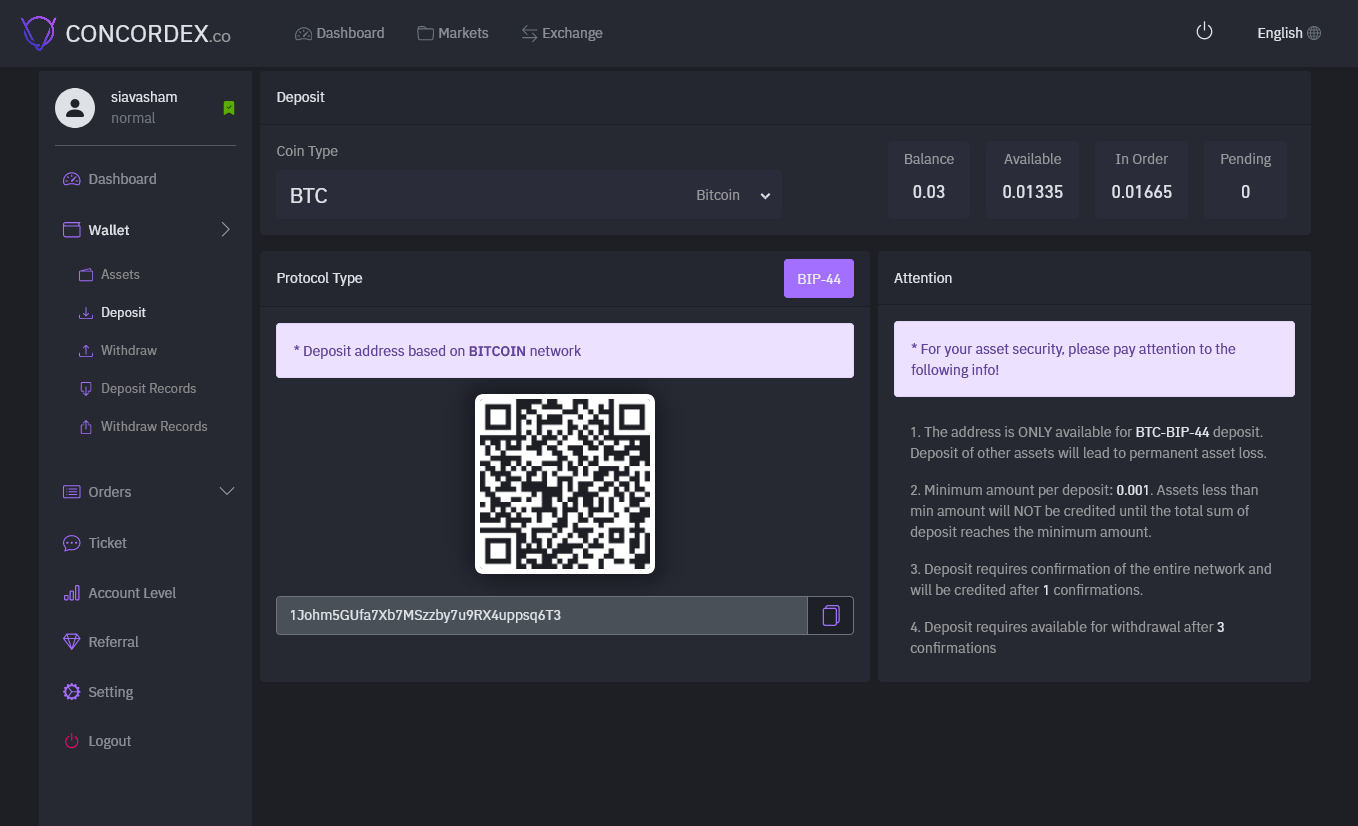 CONCORDEX.co
Dashboard
Markets
Exchange
English
siavasham
normal
Dashboard
Wallet
Assets
Deposit
Withdraw
Deposit Records
Withdraw Records
Orders
Ticket
Account Level
Referral
Setting
Logout
Deposit
Coin Type
BTC
Bitcoin
Balance
0.03
Available
0.01335
In Order
0.01665
Pending
0
Protocol Type
BIP-44
* Deposit address based on BITCOIN network
1Johm5GUfa7Xb7MSzzby7u9RX4uppsq6T3
Attention
* For your asset security, please pay attention to the
following info!
1. The address is ONLY available for BTC-BIP-44 deposit.
Deposit of other assets will lead to permanent asset loss.
2. Minimum amount per deposit: 0.001. Assets less than
min amount will NOT be credited until the total sum of
deposit reaches the minimum amount.
3. Deposit requires confirmation of the entire network and
will be credited after 1 confirmations.
4. Deposit requires available for withdrawal after 3
confirmations